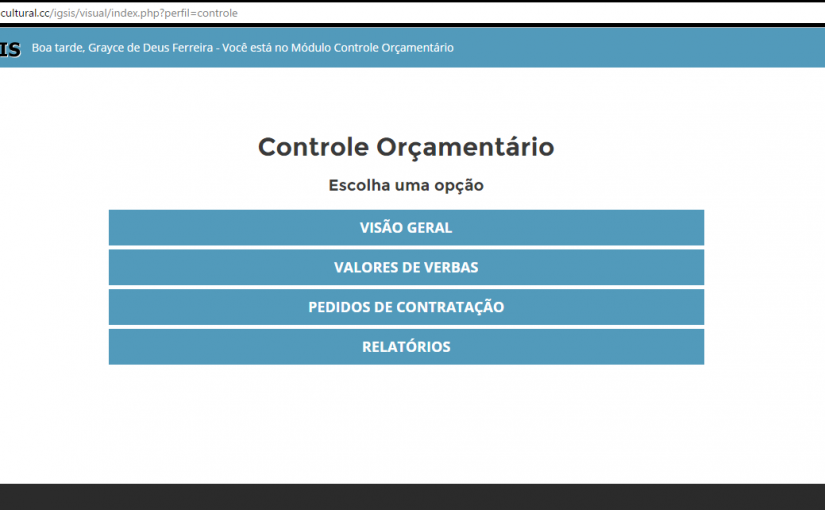 cultural.cc/igsis/visual/index.php?perfil=controle
IS Boa tarde, Grayce de Deus Ferreira - Você está no Módulo Controle Orçamentário
Controle Orçamentário
Escolha uma opção
VISÃO GERAL
VALORES DE VERBAS
PEDIDOS DE CONTRATAÇÃO
RELATÓRIOS